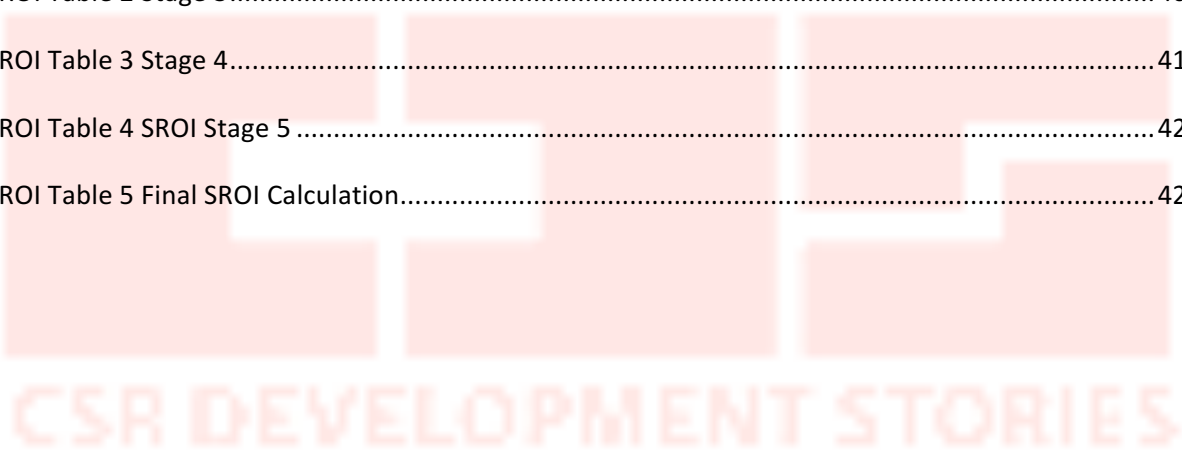 ROI Table 3 Stage 4 41
ROI Table 4 SROI Stage 5 42
ROI Table 5 Final SROI Calculation 42
CSR DEVELOPMENT STORIES